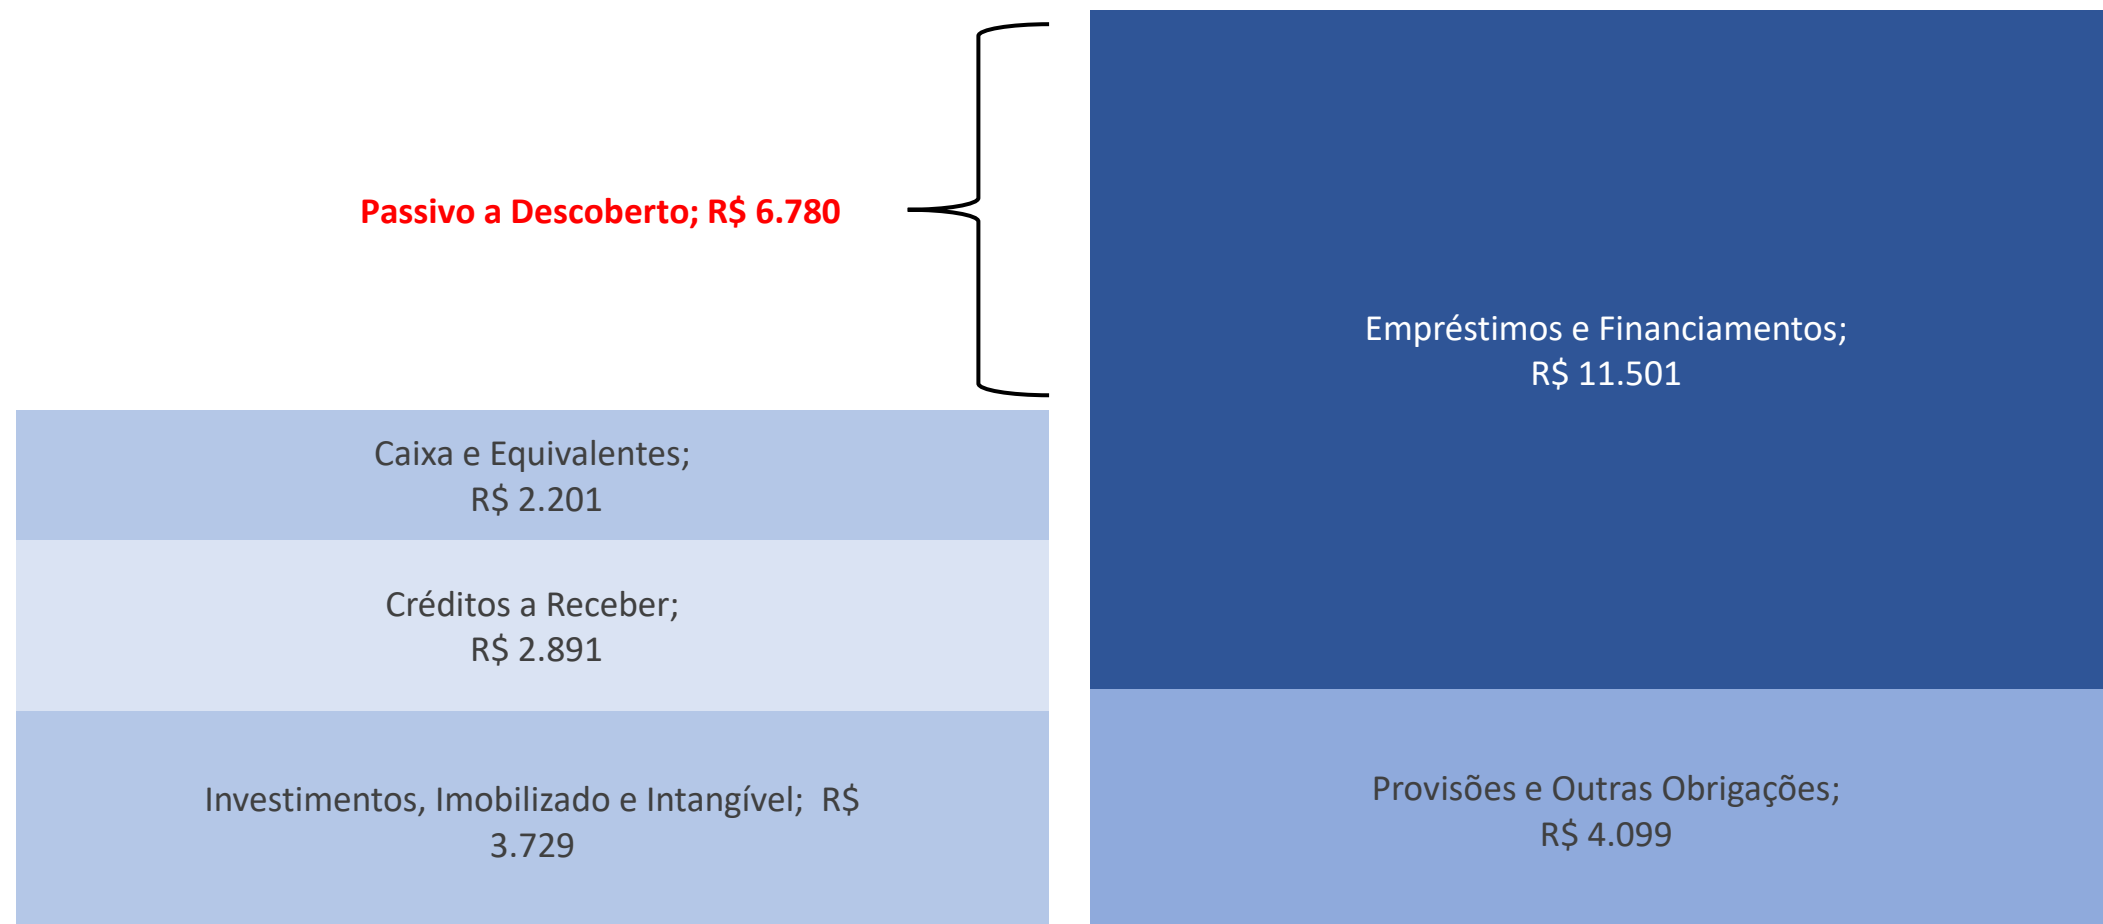 Passivo a Descoberto; R$ 6.780
Caixa e Equivalentes;
R$ 2.201
Créditos a Receber;
R$ 2.891
Investimentos, Imobilizado e Intangível;  R$
3.729
Empréstimos e Financiamentos;
R$ 11.501
Provisões e Outras Obrigações;
R$ 4.099